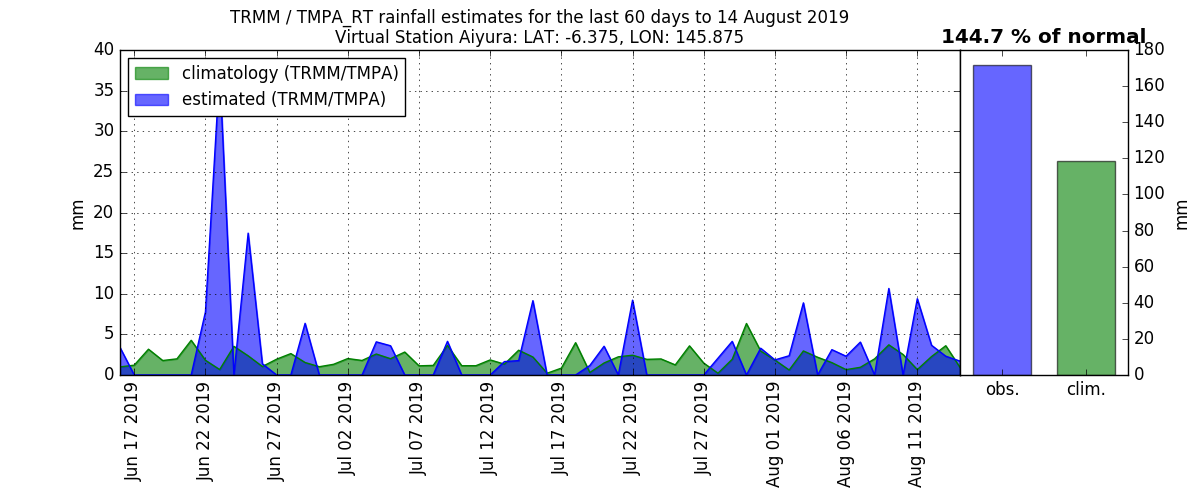 TRMM / TMPA_RT rainfall estimates for the last 60 days to 14 August 2019
Virtual Station Aiyura: LAT: -6.375, LON: 145.875
144.7 % of normal
climatology (TRMM/TMPA)
estimated (TRMM/TMPA)
40
35
30
25
20
15
10
5
0
mm
Jun 17 2019
Jun 22 2019
Jun 27 2019
Jul 02 2019
Jul 07 2019
Jul 12 2019
Jul 17 2019
Jul 22 2019
Jul 27 2019
Aug 01 2019
Aug 06 2019
Aug 11 2019
180
160
140
120
100
80
60
40
20
0
mm
obs.
clim.